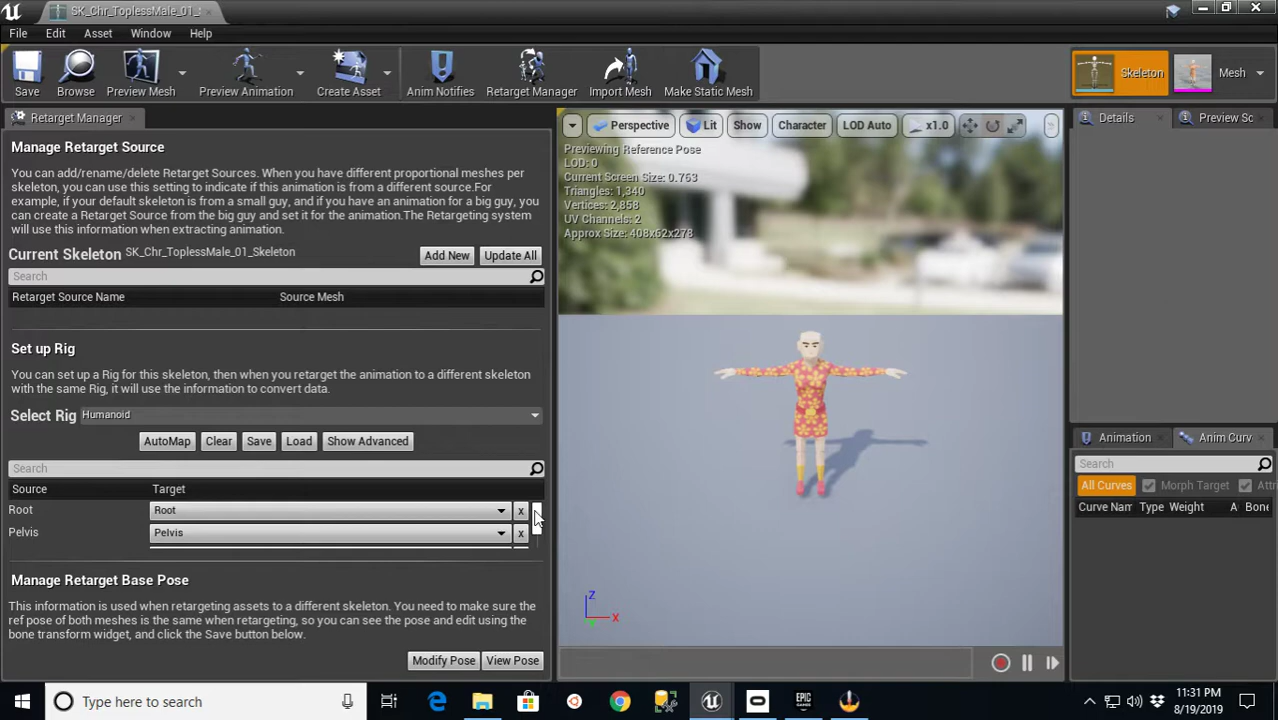 SK_Chr_ToplessMale_01_
File Edit Asset Window Help
Save Browse Preview Mesh Preview Animation Create Asset Anim Notifies Retarget Manager Import Mesh Make Static Mesh Skeleton Mesh
Retarget Manager
Manage Retarget Source
You can add/rename/delete Retarget Sources. When you have different proportional meshes per
skeleton, you can use this setting to indicate if this animation is from a different source.For
example, if your default skeleton is from a small guy, and if you have an animation for a big guy, you
can create a Retarget Source from the big guy and set it for the animation.The Retargeting system
will use this information when extracting animation.
Current Skeleton SK_Chr_ToplessMale_01_Skeleton Add New Update All
Search
Retarget Source Name Source Mesh
Set up Rig
You can set up a Rig for this skeleton, then when you retarget the animation to a different skeleton
with the same Rig, it will use the information to convert data.
Select Rig Humanoid
AutoMap Clear Save Load Show Advanced
Search
Source Target
Root Root x
Pelvis Pelvis x
Manage Retarget Base Pose
This information is used when retargeting assets to a different skeleton. You need to make sure the
ref pose of both meshes is the same when retargeting, so you can see the pose and edit using the
bone transform widget, and click the Save button below.
Modify Pose View Pose
Perspective Lit Show Character LOD Auto x1.0
Previewing Reference Pose
LOD: 0
Current Screen Size: 0.763
Triangles: 1,340
Vertices: 2,858
UV Channels: 2
Approx Size: 408x62x278
Z
X
Y
Details Preview Sc
Animation Anim Curv
Search
All Curves Morph Target Attri
Curve Nam Type Weight A Bone
Type here to search
11:31 PM
8/19/2019